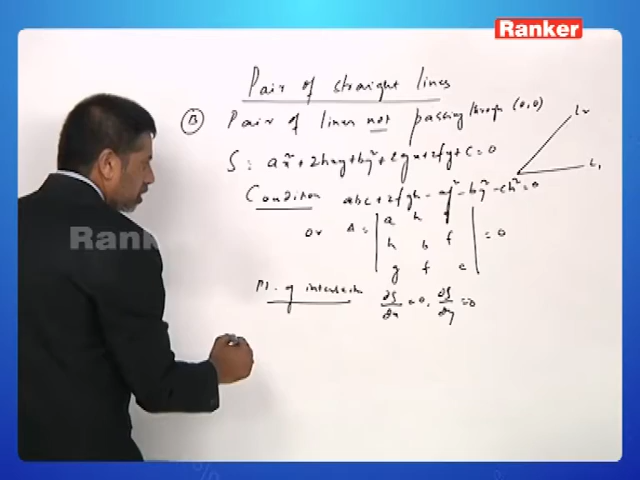 Ranker
Pair of straight lines
B Pair of lines not passing through (0,0)
L₂
S: ax²+2hxy+by²+2gx+2fy+c=0
L₁
Condition abc+2fgh-af²-bg²-ch²=0
or Δ = | a h g |
| h b f | = 0
| g f c |
Pt. of intersection ∂S/∂x =0, ∂S/∂y =0
Ranker